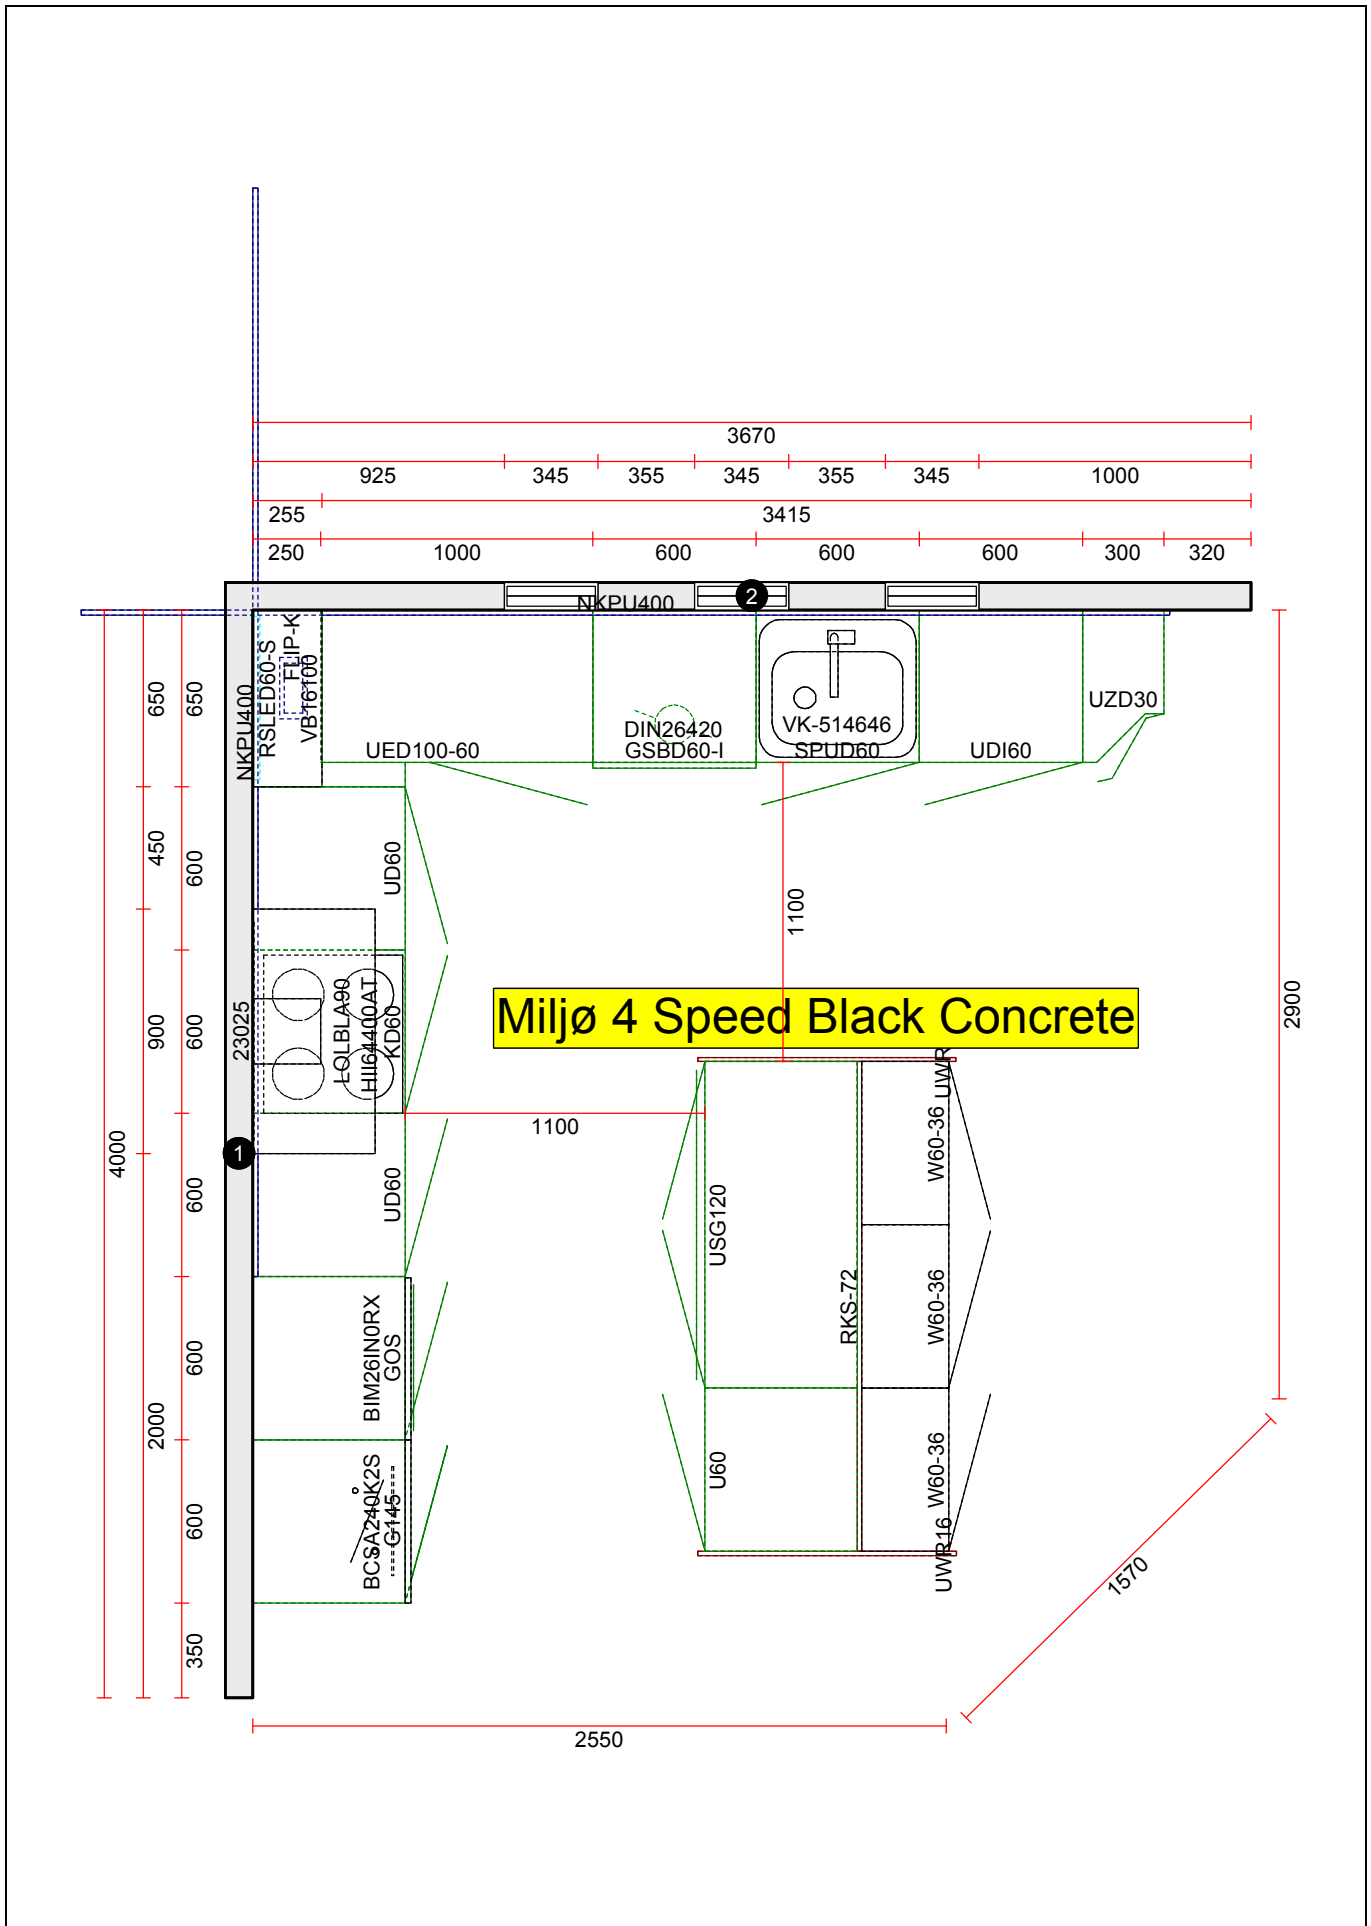 3670
925 345 355 345 355 345 1000
255 3415
250 1000 600 600 600 300 320
2
NKPU400
650
650
NKPU400
RSLED60-S
FLIP-K
VB16100
UED100-60
DIN26420
GSBD60-I
VK-514646
SPUD60
UDI60
UZD30
450
600
UD60
1100
900
600
23025
LOLBLA90
HII64400AT
KD60
Miljø 4 Speed Black Concrete
2900
4000
1
1100
600
UD60
USG120
RKS-72
UWR
W60-36
W60-36
2000
600
BIM26IN0RX
GOS
600
BCSA240K2S
G145
U60
W60-36
UWR16
1570
350
2550